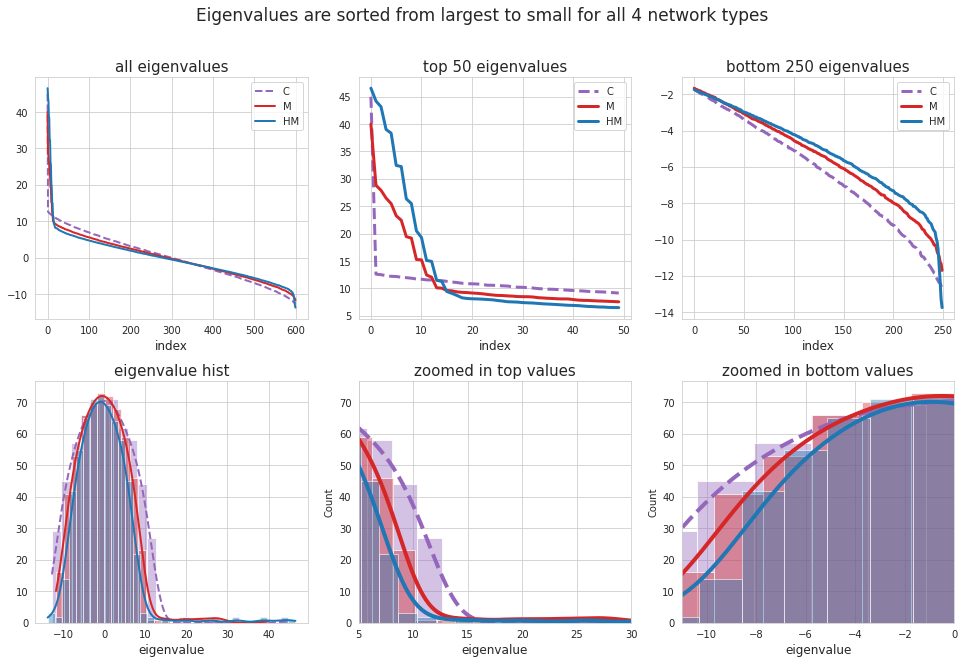 Eigenvalues are sorted from largest to small for all 4 network types
all eigenvalues
top 50 eigenvalues
bottom 250 eigenvalues
C
M
HM
40
30
20
10
0
−10
0 100 200 300 400 500 600
index
C
M
HM
45
40
35
30
25
20
15
10
5
0 10 20 30 40 50
index
C
M
HM
−2
−4
−6
−8
−10
−12
−14
0 50 100 150 200 250
index
eigenvalue hist
zoomed in top values
zoomed in bottom values
70
60
50
40
30
20
10
0
−10 0 10 20 30 40
eigenvalue
Count
70
60
50
40
30
20
10
0
5 10 15 20 25 30
eigenvalue
Count
70
60
50
40
30
20
10
0
−10 −8 −6 −4 −2 0
eigenvalue